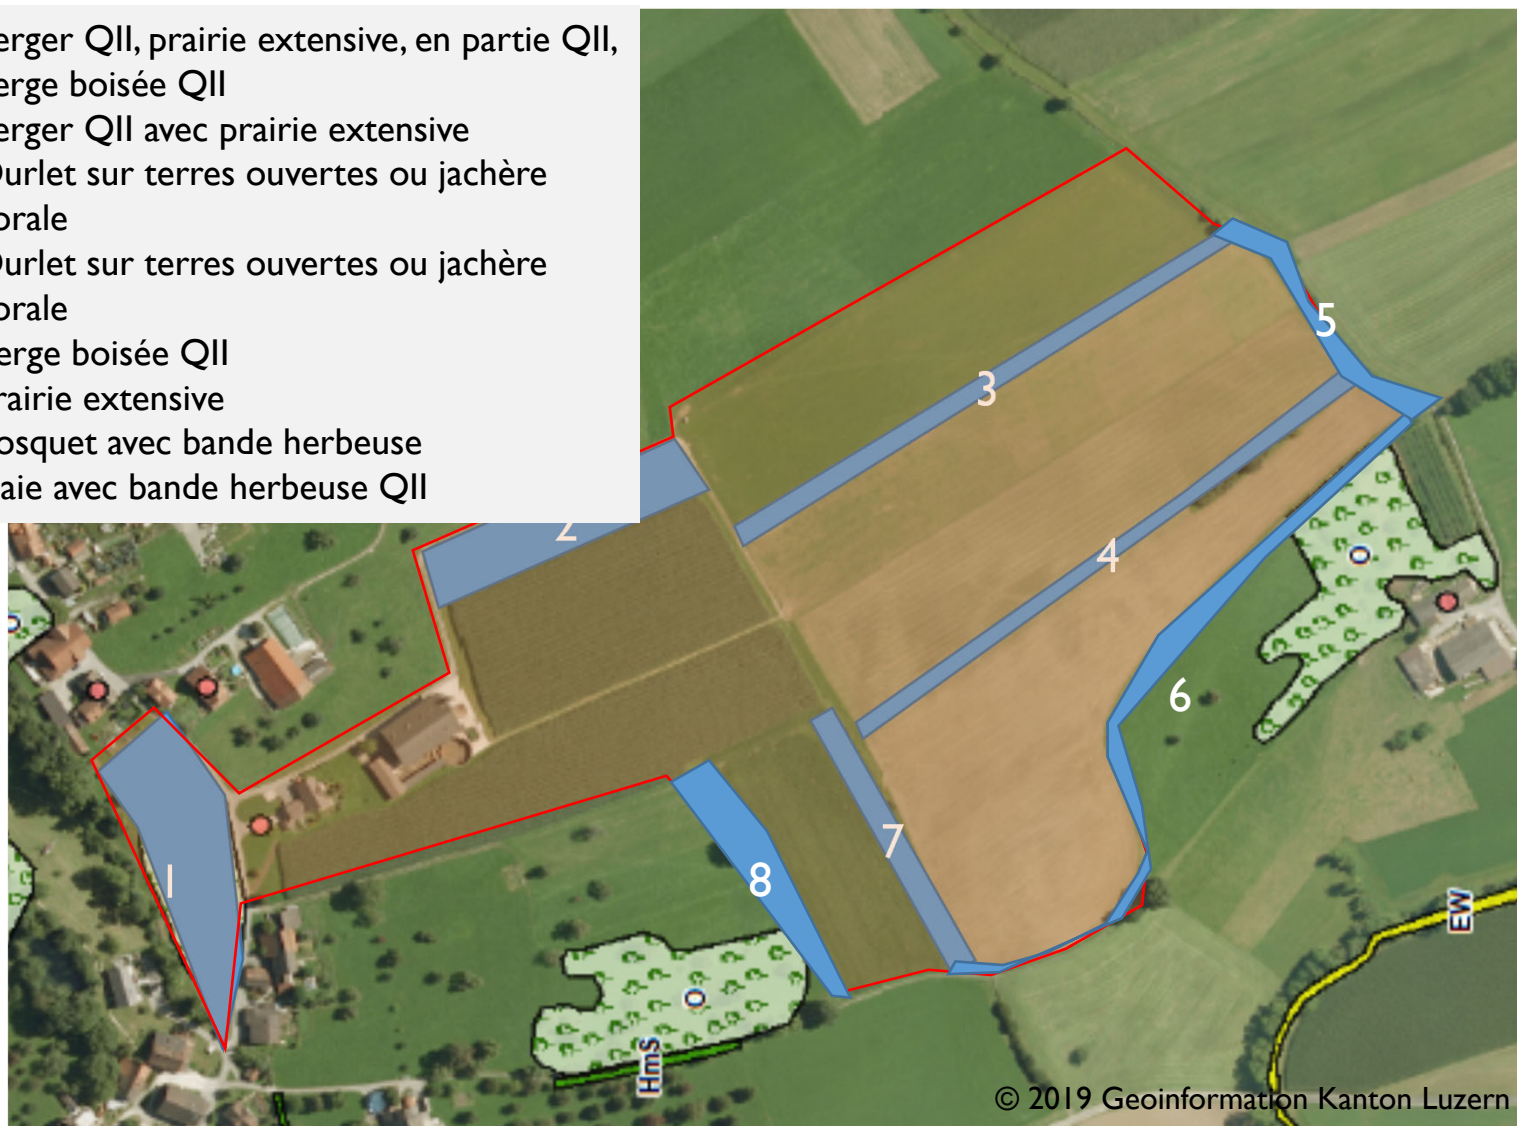 erger QII, prairie extensive, en partie QII,
erge boisée QII
erger QII avec prairie extensive
Ourlet sur terres ouvertes ou jachère
orale
Ourlet sur terres ouvertes ou jachère
orale
erge boisée QII
rairie extensive
osquet avec bande herbeuse
aie avec bande herbeuse QII
5
3
2
4
O
O
6
1
7
8
EW
O
HmS
© 2019 Geoinformation Kanton Luzern